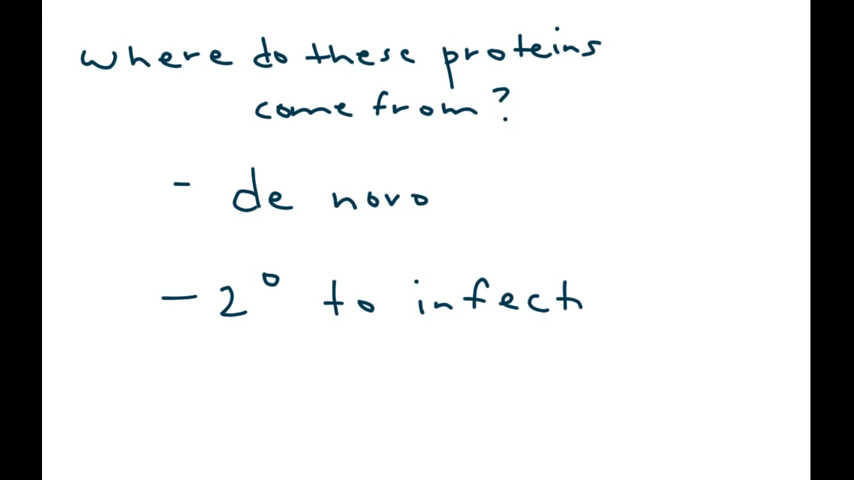 where do these proteins
come from?
- de novo
- 2° to infect